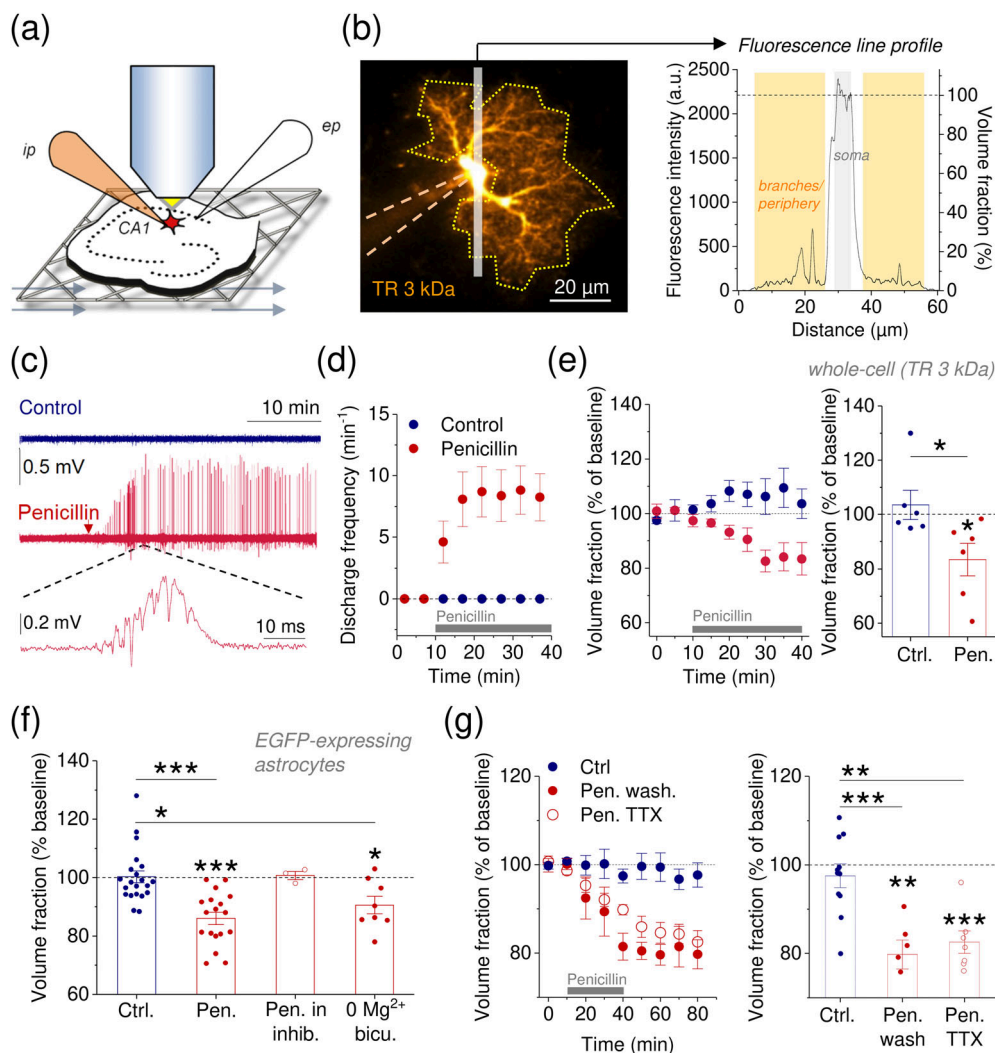 (a)
ip
ep
CA1
(b)
Fluorescence line profile
TR 3 kDa
20 µm
Fluorescence intensity (a.u.)
2500
2000
1500
1000
500
0
branches/
periphery
soma
100
80
60
40
20
0
Volume fraction (%)
0 20 40 60
Distance (µm)
(c)
Control
10 min
0.5 mV
Penicillin
0.2 mV
10 ms
(d)
Discharge frequency (min-1)
15
10
5
0
Control
Penicillin
Penicillin
0 10 20 30 40
Time (min)
(e)
whole-cell (TR 3 kDa)
Volume fraction (% of baseline)
140
120
100
80
60
Penicillin
0 10 20 30 40
Time (min)
Volume fraction (% of baseline)
140
120
100
80
60
*
*
Ctrl. Pen.
(f)
EGFP-expressing
astrocytes
Volume fraction (% baseline)
140
120
100
80
60
***
*
***
*
Ctrl. Pen. Pen. in 0 Mg2+
inhib. bicu.
(g)
Volume fraction (% of baseline)
120
100
80
Ctrl
Pen. wash.
Pen. TTX
Penicillin
0 20 40 60 80
Time (min)
Volume fraction (% of baseline)
120
100
80
**
***
**
***
Ctrl. Pen. Pen.
wash TTX